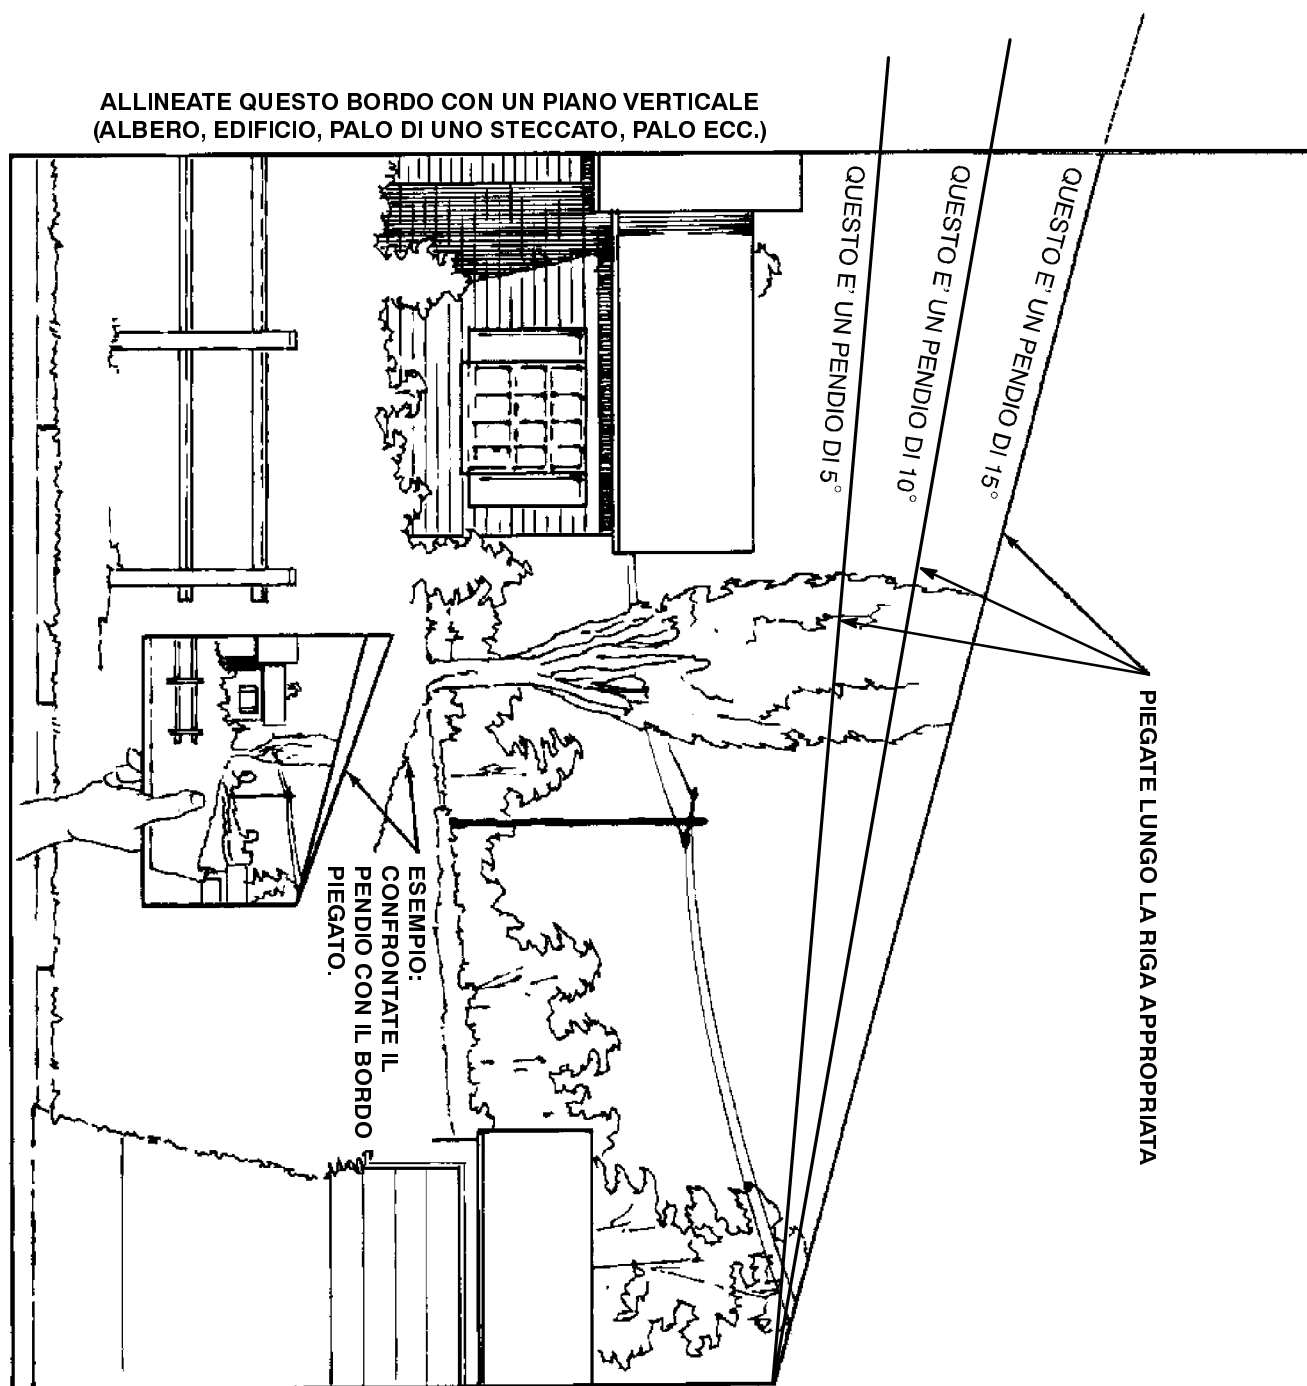 ALLINEATE QUESTO BORDO CON UN PIANO VERTICALE
(ALBERO, EDIFICIO, PALO DI UNO STECCATO, PALO ECC.)
QUESTO E' UN PENDIO DI 5°
QUESTO E' UN PENDIO DI 10°
QUESTO E' UN PENDIO DI 15°
PIEGATE LUNGO LA RIGA APPROPRIATA
ESEMPIO:
CONFRONTATE IL
PENDIO CON IL BORDO
PIEGATO.